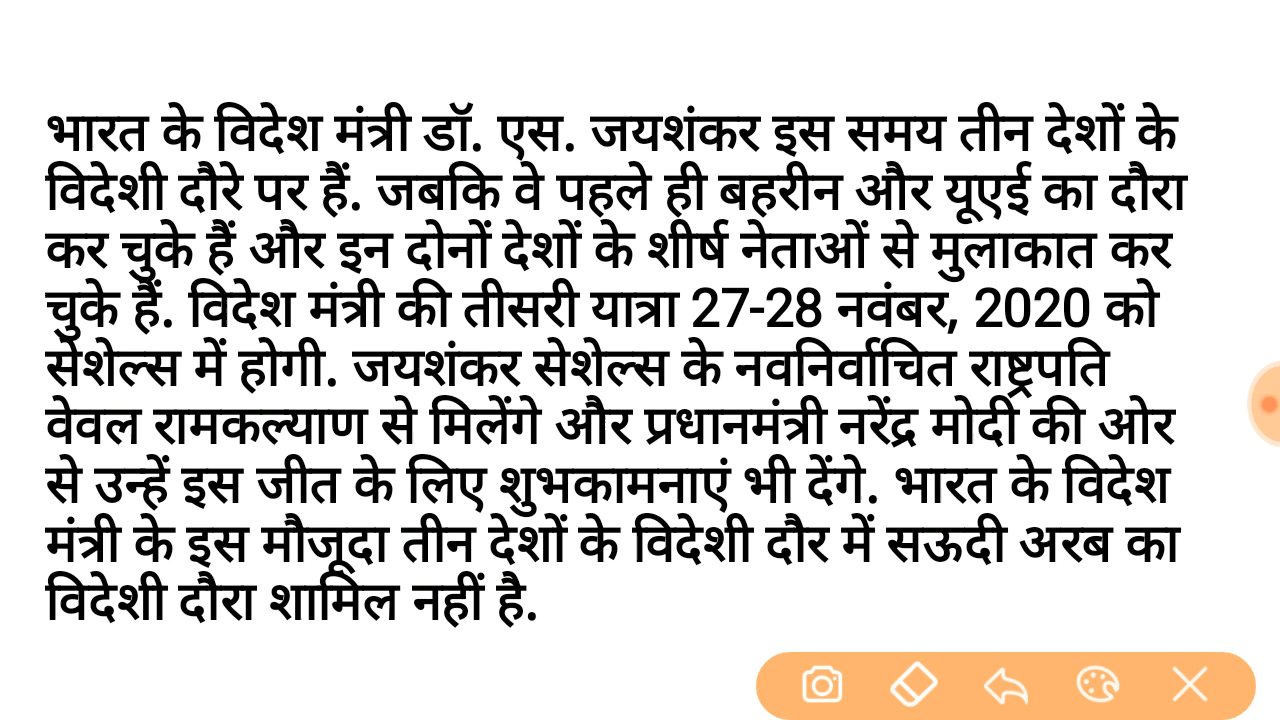 भारत के विदेश मंत्री डॉ. एस. जयशंकर इस समय तीन देशों के
विदेशी दौरे पर हैं. जबकि वे पहले ही बहरीन और यूएई का दौरा
कर चुके हैं और इन दोनों देशों के शीर्ष नेताओं से मुलाकात कर
चुके हैं. विदेश मंत्री की तीसरी यात्रा 27-28 नवंबर, 2020 को
सेशेल्स में होगी. जयशंकर सेशेल्स के नवनिर्वाचित राष्ट्रपति
वेवल रामकल्याण से मिलेंगे और प्रधानमंत्री नरेंद्र मोदी की ओर
से उन्हें इस जीत के लिए शुभकामनाएं भी देंगे. भारत के विदेश
मंत्री के इस मौजूदा तीन देशों के विदेशी दौर में सऊदी अरब का
विदेशी दौरा शामिल नहीं है.